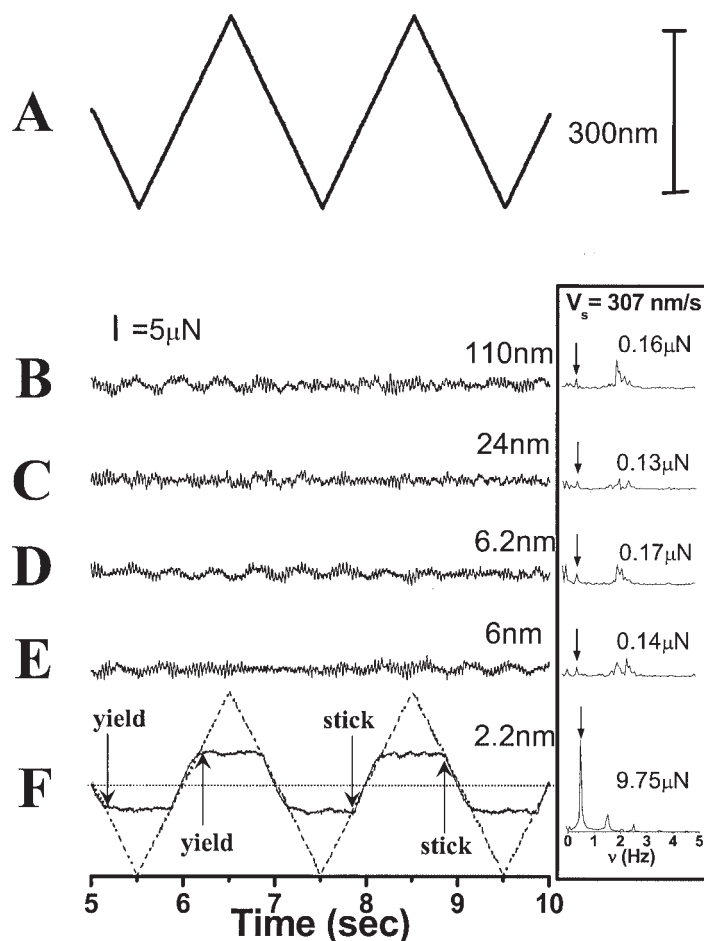 A
300nm
V_s = 307 nm/s
I =5μN
B
110nm
0.16μN
C
24nm
0.13μN
D
6.2nm
0.17μN
E
6nm
0.14μN
F
yield
stick
2.2nm
9.75μN
yield
stick
0 1 2 3 4 5
ν (Hz)
5 6 7 8 9 10
Time (sec)